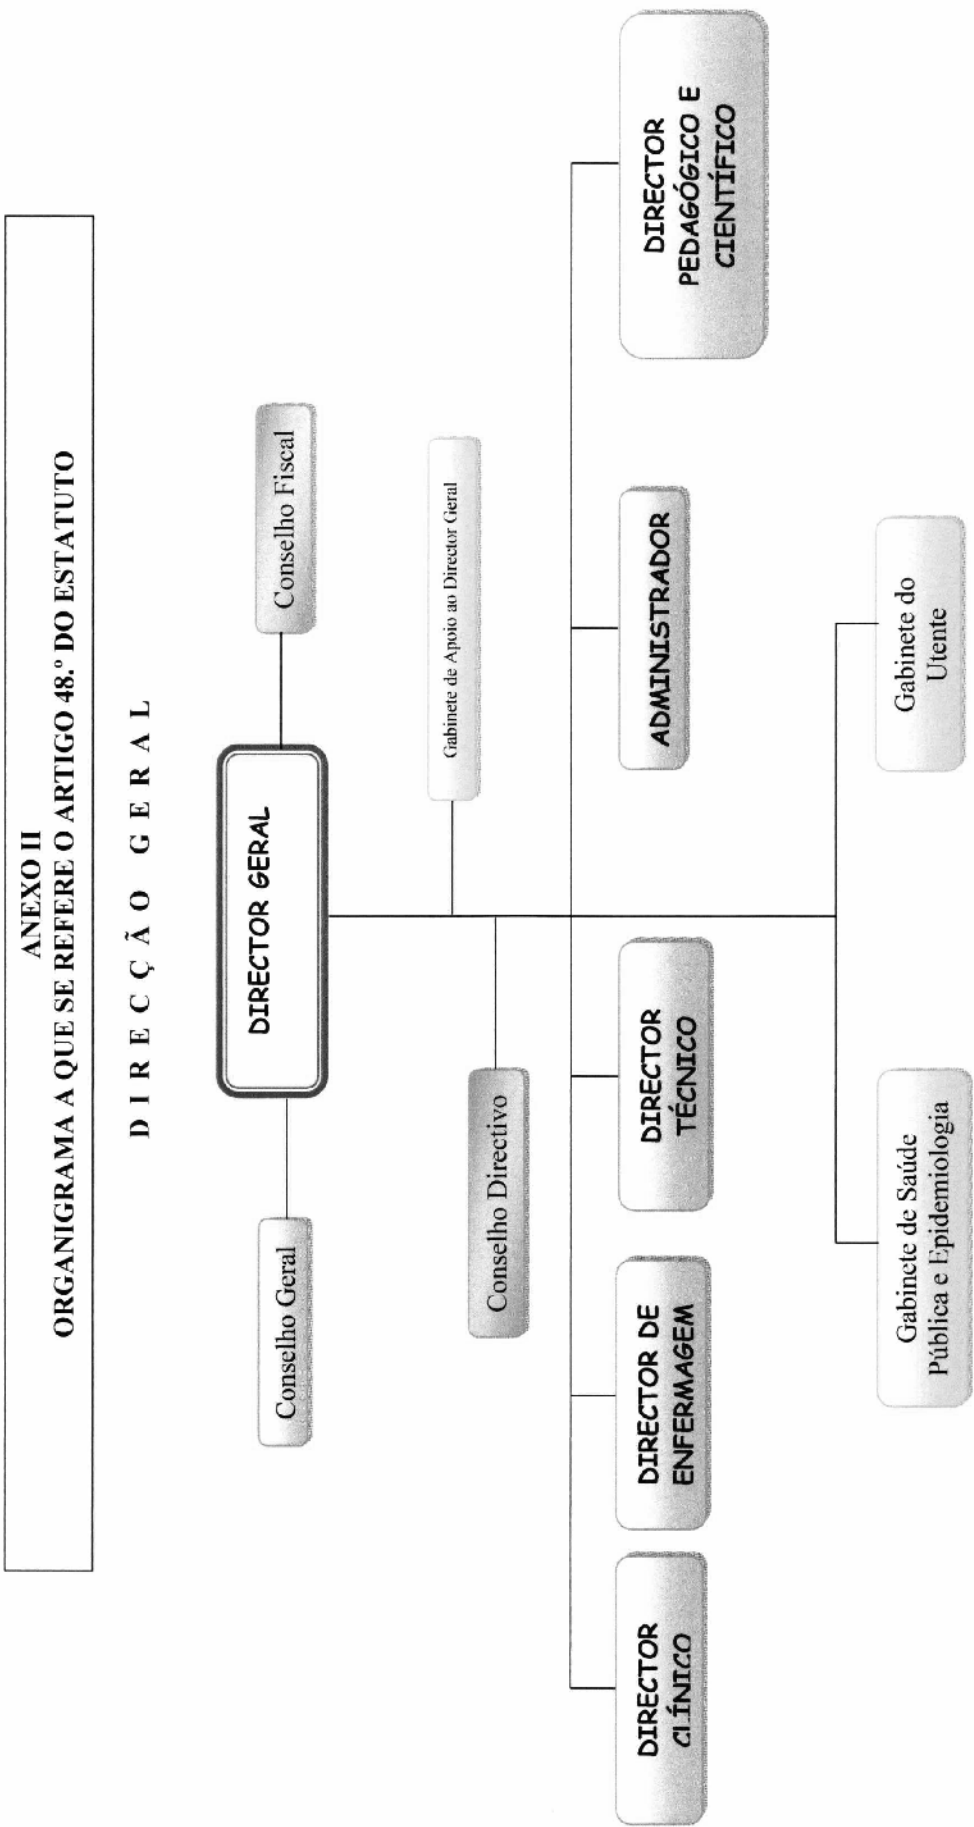 ANEXO II
ORGANIGRAMA A QUE SE REFERE O ARTIGO 48.º DO ESTATUTO
DIRECÇÃO GERAL
DIRECTOR GERAL
Conselho Geral
Conselho Fiscal
Gabinete de Apoio ao Director Geral
Conselho Directivo
DIRECTOR
CLÍNICO
DIRECTOR DE
ENFERMAGEM
DIRECTOR
TÉCNICO
ADMINISTRADOR
DIRECTOR
PEDAGÓGICO E
CIENTÍFICO
Gabinete de Saúde
Pública e Epidemiologia
Gabinete do
Utente